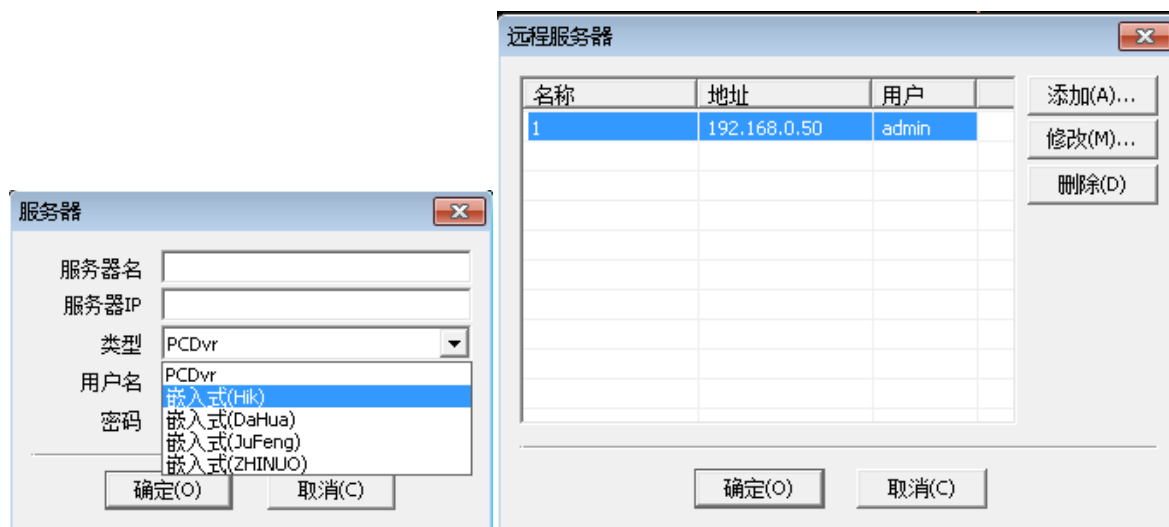 服务器
服务器名
服务器IP
类型 PCDvr
用户名 PCDvr
嵌入式(Hik)
密码 嵌入式(DaHua)
嵌入式(JuFeng)
嵌入式(ZHINUO)
确定(O) 取消(C)
远程服务器
名称 地址 用户
1 192.168.0.50 admin
添加(A)...
修改(M)...
删除(D)
确定(O) 取消(C)